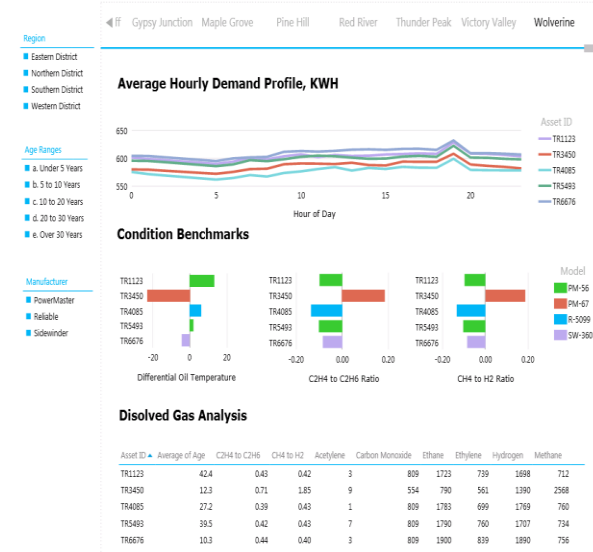 ff Gypsy Junction Maple Grove Pine Hill Red River Thunder Peak Victory Valley Wolverine
Region
Eastern District
Northern District
Southern District
Western District
Age Ranges
a. Under 5 Years
b. 5 to 10 Years
c. 10 to 20 Years
d. 20 to 30 Years
e. Over 30 Years
Manufacturer
PowerMaster
Reliable
Sidewinder
Average Hourly Demand Profile, KWH
650
600
550
0 5 10 15 20
Hour of Day
Asset ID
TR1123
TR3450
TR4085
TR5493
TR6676
Condition Benchmarks
TR1123
TR3450
TR4085
TR5493
TR6676
-20 0 20
Differential Oil Temperature
TR1123
TR3450
TR4085
TR5493
TR6676
-0.20 0.00 0.20
C2H4 to C2H6 Ratio
TR1123
TR3450
TR4085
TR5493
TR6676
-0.20 0.00 0.20
CH4 to H2 Ratio
Model
PM-56
PM-67
R-5099
SW-360
Disolved Gas Analysis
Asset ID Average of Age C2H4 to C2H6 CH4 to H2 Acetylene Carbon Monoxide Ethane Ethylene Hydrogen Methane
TR1123 42.4 0.43 0.42 3 809 1723 739 1698 712
TR3450 12.3 0.71 1.85 9 554 790 561 1390 2568
TR4085 27.2 0.39 0.43 1 809 1783 699 1769 760
TR5493 39.5 0.42 0.43 7 809 1790 760 1707 734
TR6676 10.3 0.44 0.40 3 809 1900 839 1890 756